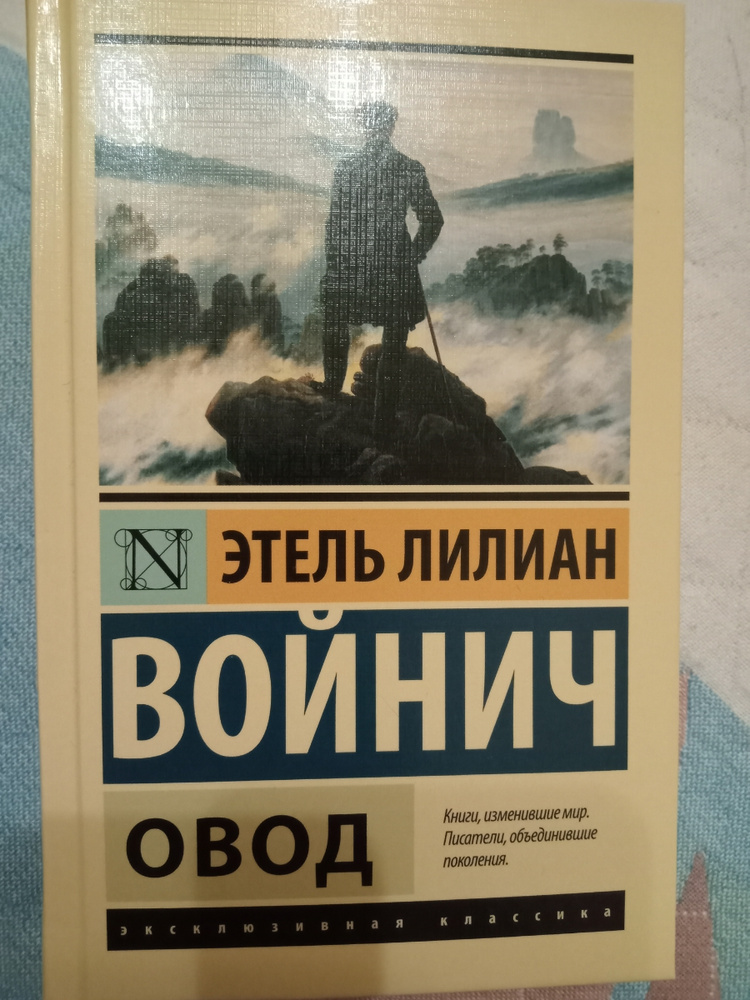 N
ЭТЕЛЬ ЛИЛИАН
ВОЙНИЧ
ОВОД
Книги, изменившие мир.
Писатели, объединившие
поколения.
эксклюзивная классика